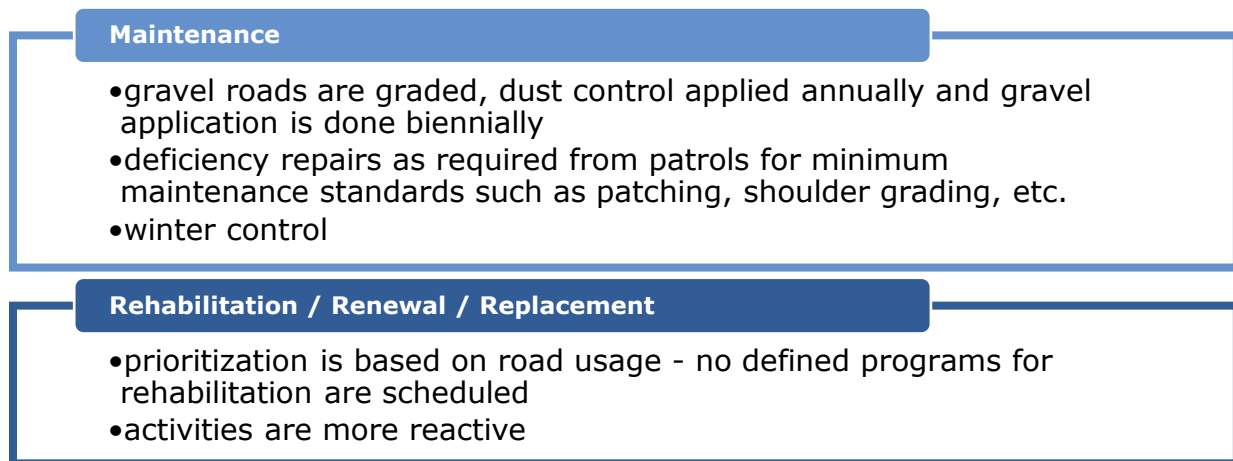 Maintenance
•gravel roads are graded, dust control applied annually and gravel
application is done biennially
•deficiency repairs as required from patrols for minimum
maintenance standards such as patching, shoulder grading, etc.
•winter control
Rehabilitation / Renewal / Replacement
•prioritization is based on road usage - no defined programs for
rehabilitation are scheduled
•activities are more reactive